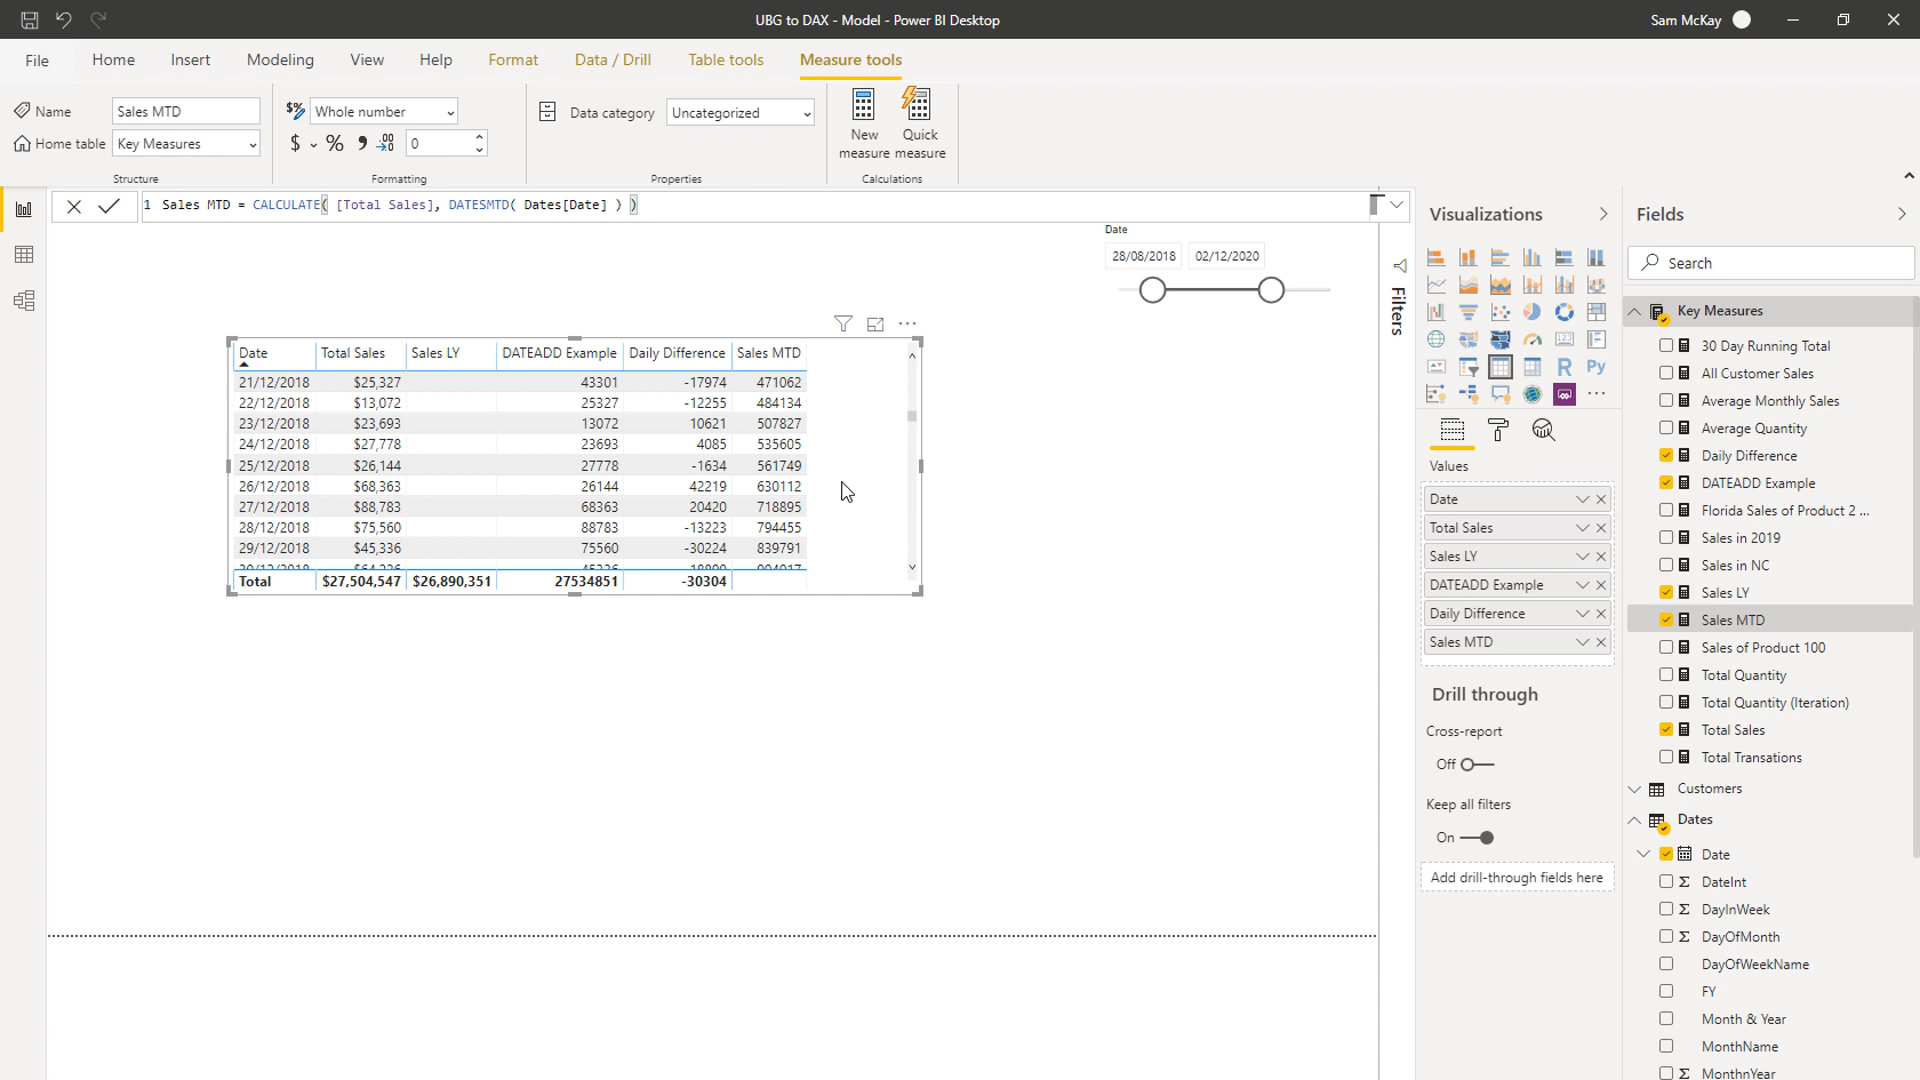 UBG to DAX - Model - Power BI Desktop
Sam McKay
File Home Insert Modeling View Help Format Data / Drill Table tools Measure tools
Name Sales MTD
Home table Key Measures
Structure
Whole number
$ % , .00 0
Formatting
Data category Uncategorized
Properties
New measure
Quick measure
Calculations
1 Sales MTD = CALCULATE( [Total Sales], DATESMTD( Dates[Date] ) )
Date
28/08/2018 02/12/2020
Date Total Sales Sales LY DATEADD Example Daily Difference Sales MTD
21/12/2018 $25,327 43301 -17974 471062
22/12/2018 $13,072 25327 -12255 484134
23/12/2018 $23,693 13072 10621 507827
24/12/2018 $27,778 23693 4085 535605
25/12/2018 $26,144 27778 -1634 561749
26/12/2018 $68,363 26144 42219 630112
27/12/2018 $88,783 68363 20420 718895
28/12/2018 $75,560 88783 -13223 794455
29/12/2018 $45,336 75560 -30224 839791
Total $27,504,547 $26,890,351 27534851 -30304
Filters
Visualizations
R Py
Values
Date
Total Sales
Sales LY
DATEADD Example
Daily Difference
Sales MTD
Drill through
Cross-report
Off
Keep all filters
On
Add drill-through fields here
Fields
Search
Key Measures
30 Day Running Total
All Customer Sales
Average Monthly Sales
Average Quantity
Daily Difference
DATEADD Example
Florida Sales of Product 2 ...
Sales in 2019
Sales in NC
Sales LY
Sales MTD
Sales of Product 100
Total Quantity
Total Quantity (Iteration)
Total Sales
Total Transations
Customers
Dates
Date
DateInt
DayInWeek
DayOfMonth
DayOfWeekName
FY
Month & Year
MonthName
MonthnYear